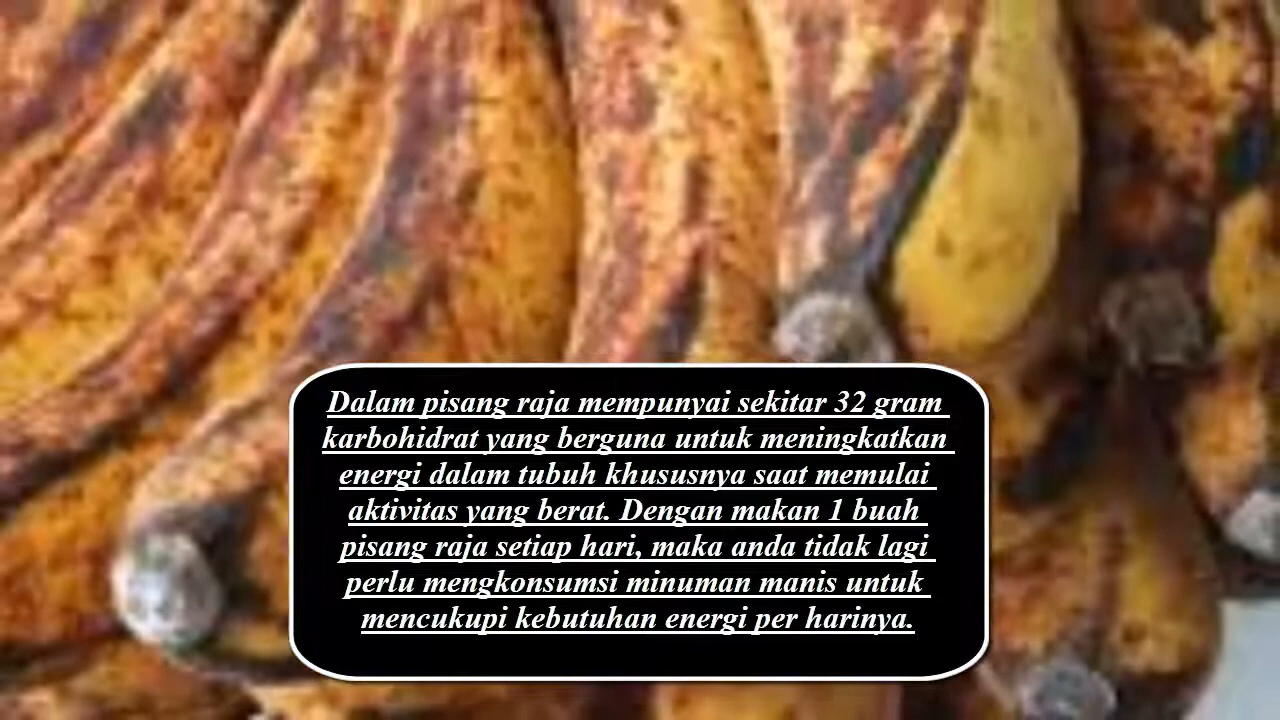 Dalam pisang raja mempunyai sekitar 32 gram
karbohidrat yang berguna untuk meningkatkan
energi dalam tubuh khususnya saat memulai
aktivitas yang berat. Dengan makan 1 buah
pisang raja setiap hari, maka anda tidak lagi
perlu mengkonsumsi minuman manis untuk
mencukupi kebutuhan energi per harinya.